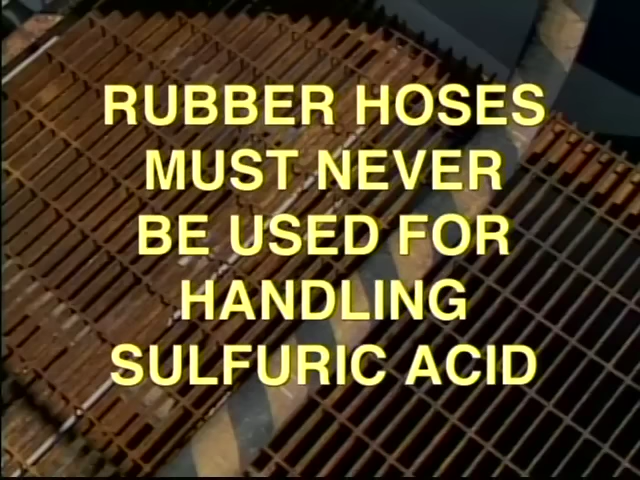 RUBBER HOSES
MUST NEVER
BE USED FOR
HANDLING
SULFURIC ACID